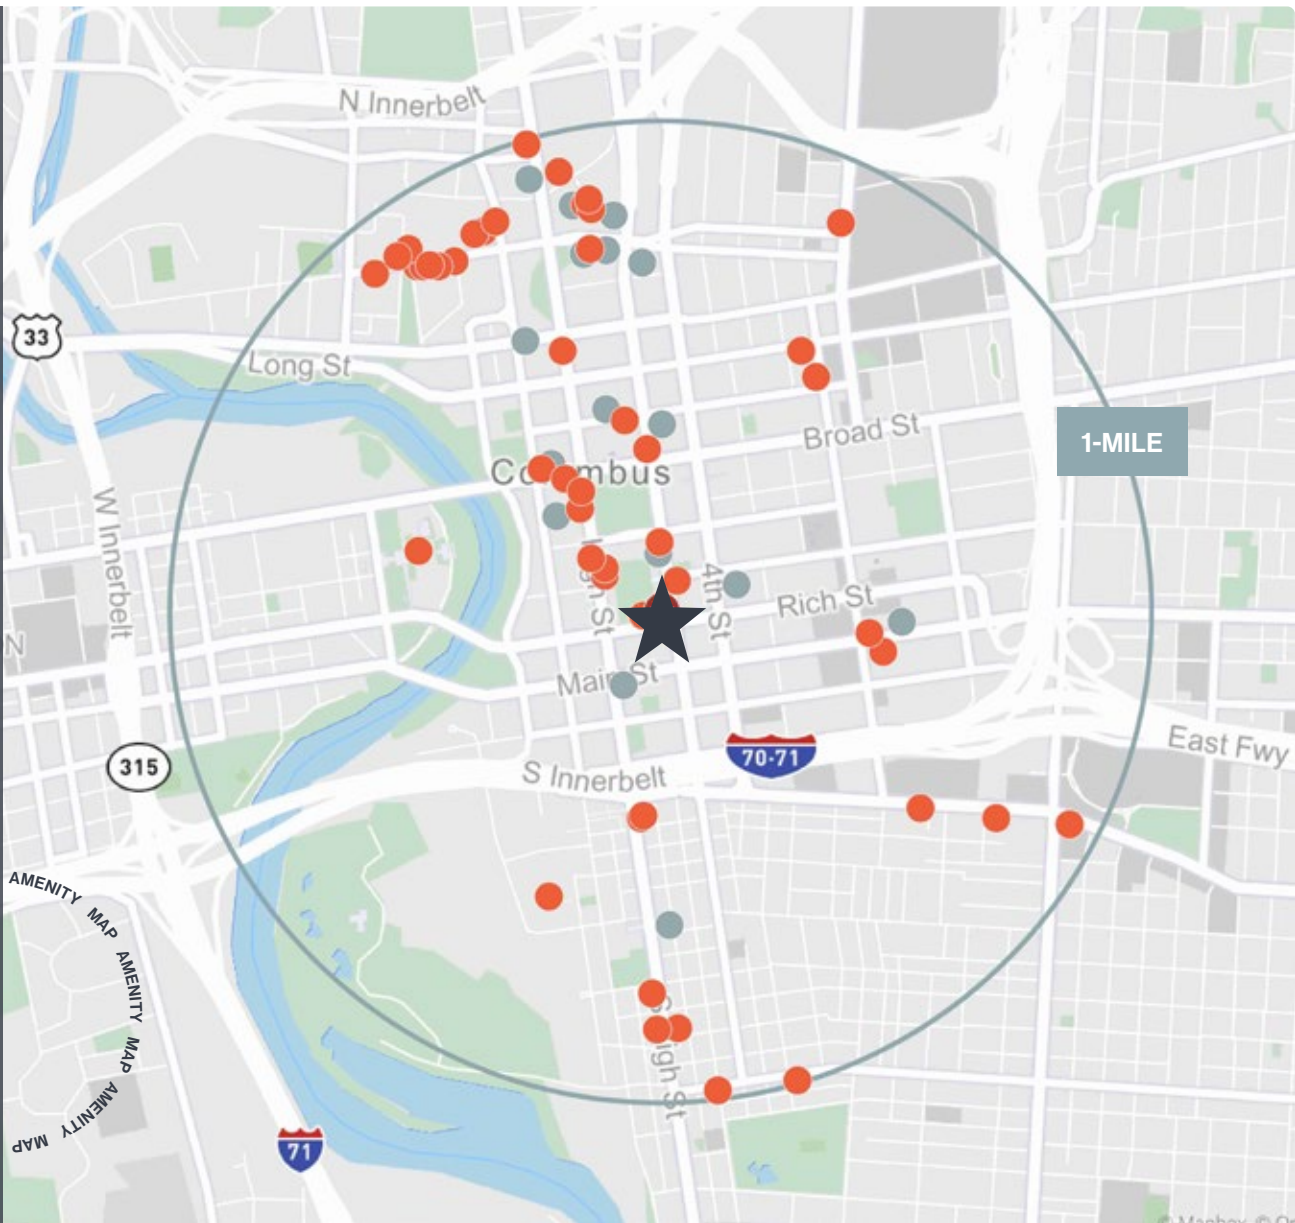 N Innerbelt
33
Long St
Broad St
1-MILE
Columbus
W Innerbelt
High St
4th St
Rich St
N
Main St
70-71
East Fwy
S Innerbelt
315
AMENITY MAP AMENITY MAP AMENITY MAP
S High St
71
© Mapbox ©